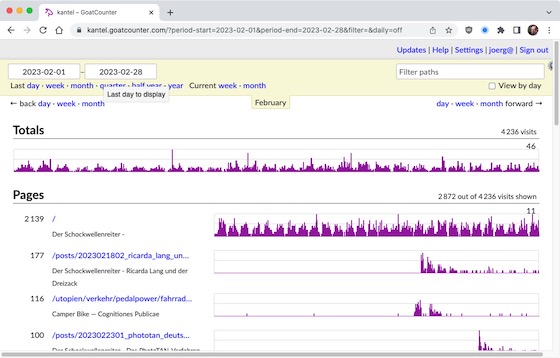 kantel – GoatCounter
kantel.goatcounter.com/?period-start=2023-02-01&period-end=2023-02-28&filter=&daily=off
Updates | Help | Settings | joerg@ | Sign out
2023-02-01 – 2023-02-28 Filter paths
Last day · week · month · quarter · half year · year Current week · month View by day
Last day to display
February
← back day · week · month day · week · month forward →
Totals 4 236 visits
46
Pages 2 872 out of 4 236 visits shown
11
2 139 /
Der Schockwellenreiter -
177 /posts/2023021802_ricarda_lang_un...
Der Schockwellenreiter - Ricarda Lang und der
Dreizack
116 /utopien/verkehr/pedalpower/fahrrad...
Camper Bike — Cognitiones Publicae
100 /posts/2023022301_phototan_deuts...
Der Schockwellenreiter - Das PhotoTAN-Verfahren